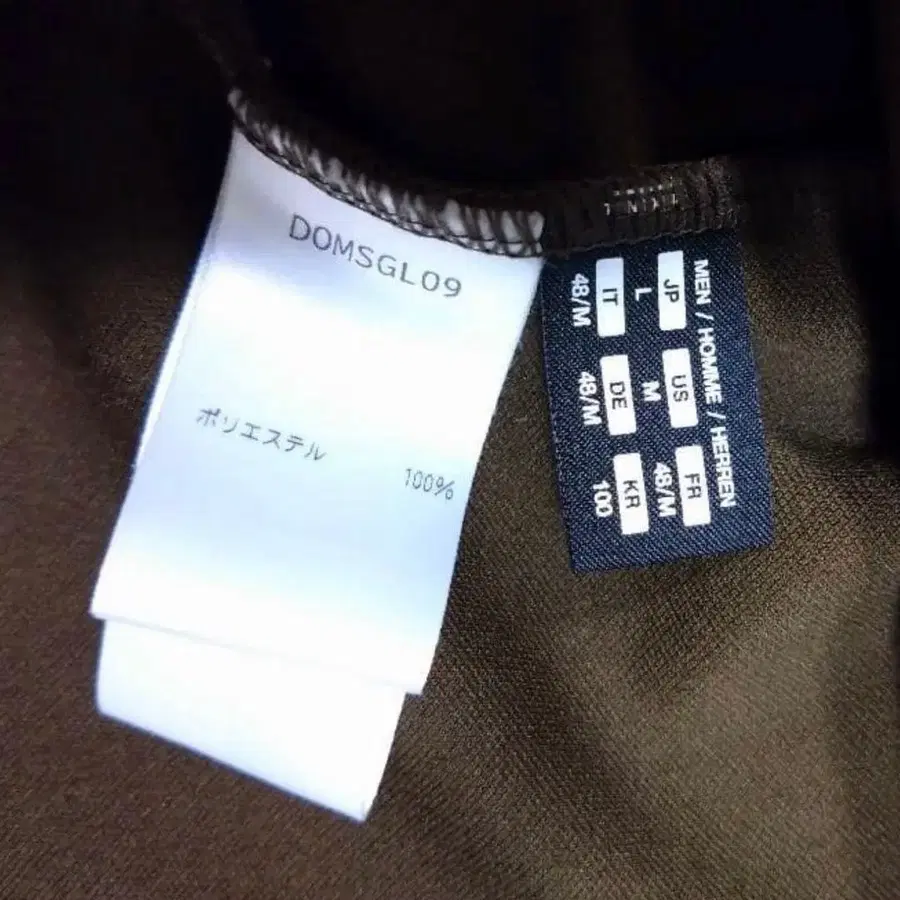 DOMSGL09
ポリエステル 100%
MEN / HOMME / HERREN
JP US FR
L M 48/M
IT DE KR
48/M 48/M 100